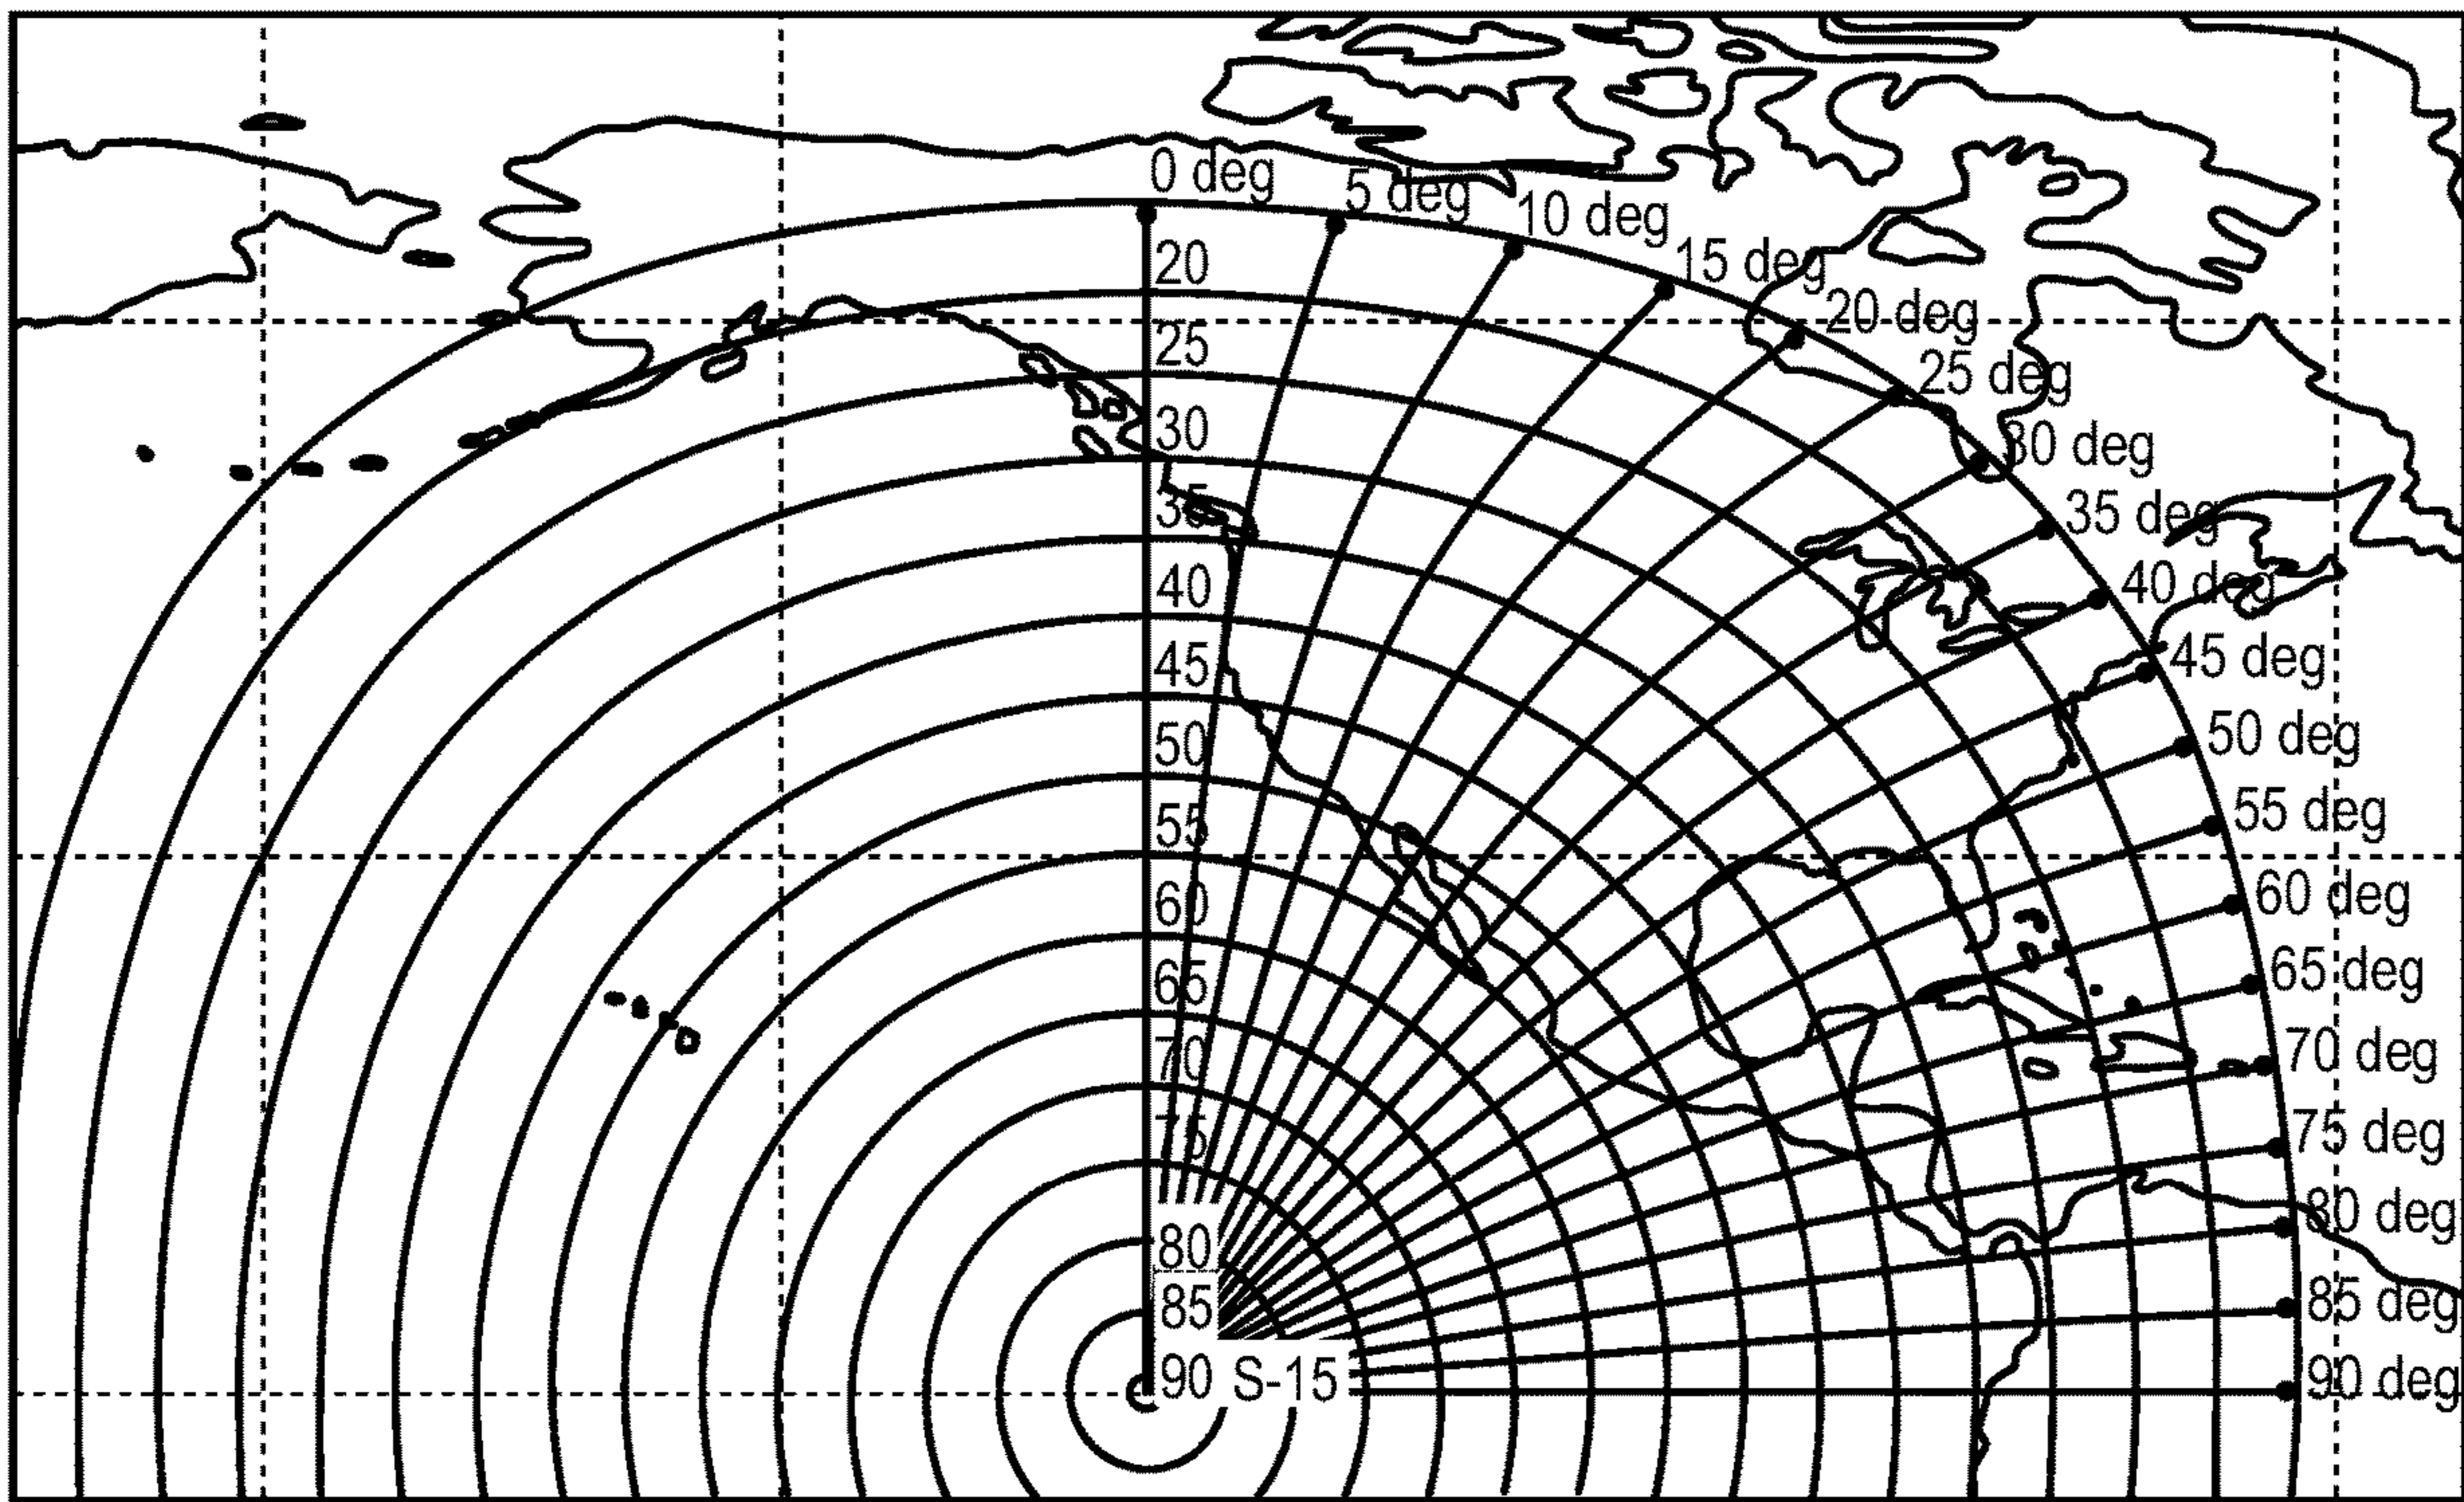 0 deg
5 deg
10 deg
15 deg
20 deg
25 deg
30 deg
35 deg
40 deg
45 deg
50 deg
55 deg
60 deg
65 deg
70 deg
75 deg
80 deg
85 deg
90 deg
20
25
30
35
40
45
50
55
60
65
70
75
80
85
90 S-15